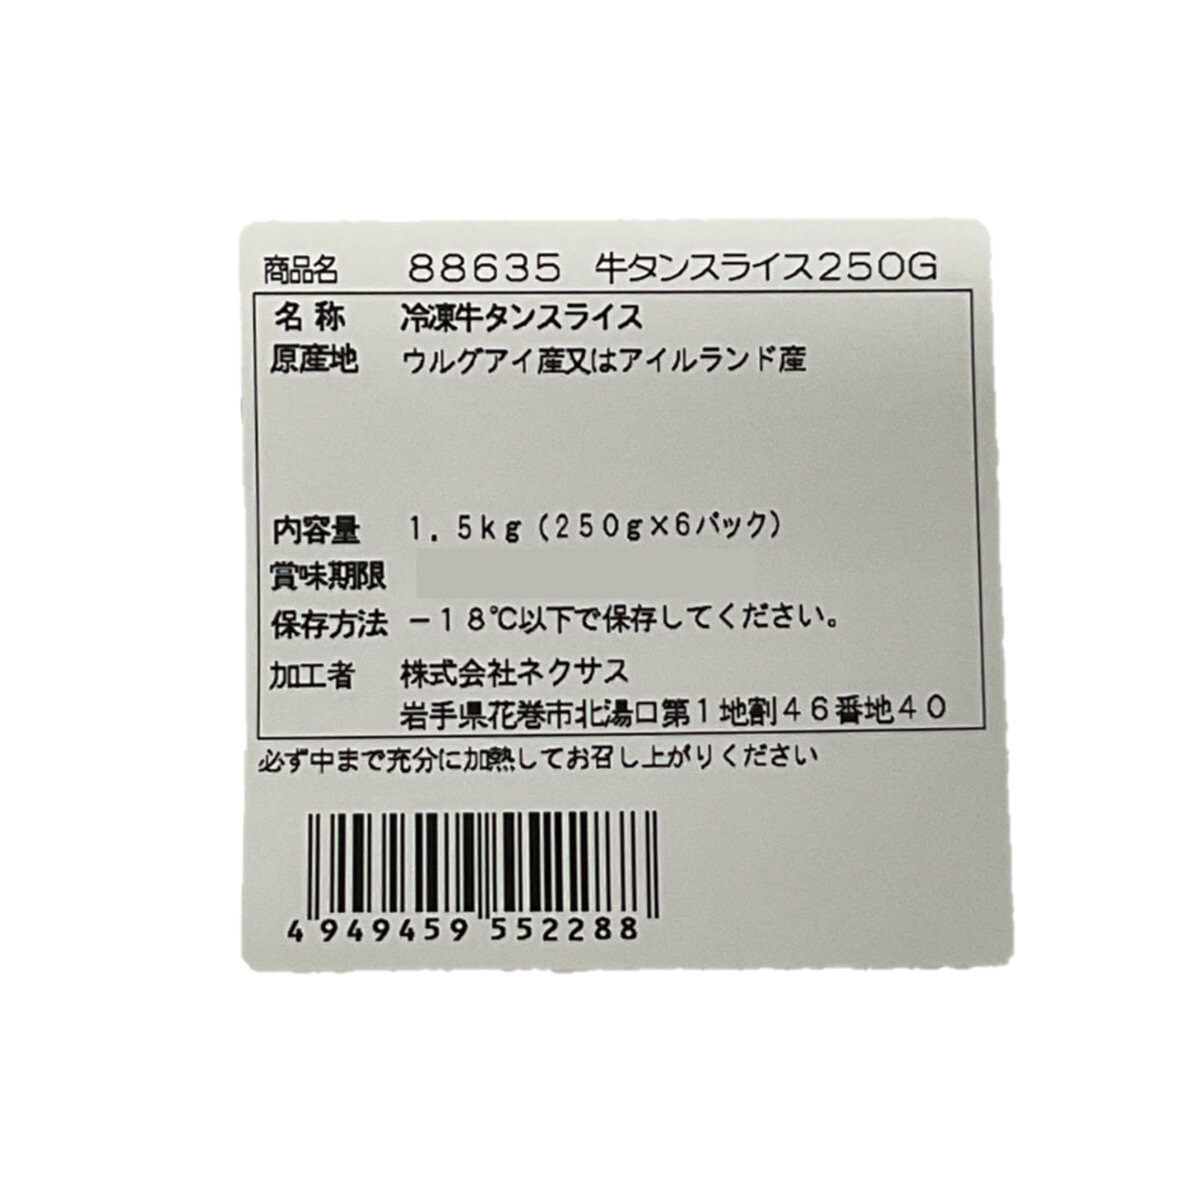 商品名 88635 牛タンスライス250G
名称 冷凍牛タンスライス
原産地 ウルグアイ産又はアイルランド産
内容量 1.5kg(250g×6パック)
賞味期限
保存方法 -18℃以下で保存してください。
加工者 株式会社ネクサス
岩手県花巻市北湯口第1地割46番地40
必ず中まで充分に加熱してお召し上がりください
4 949459 552288